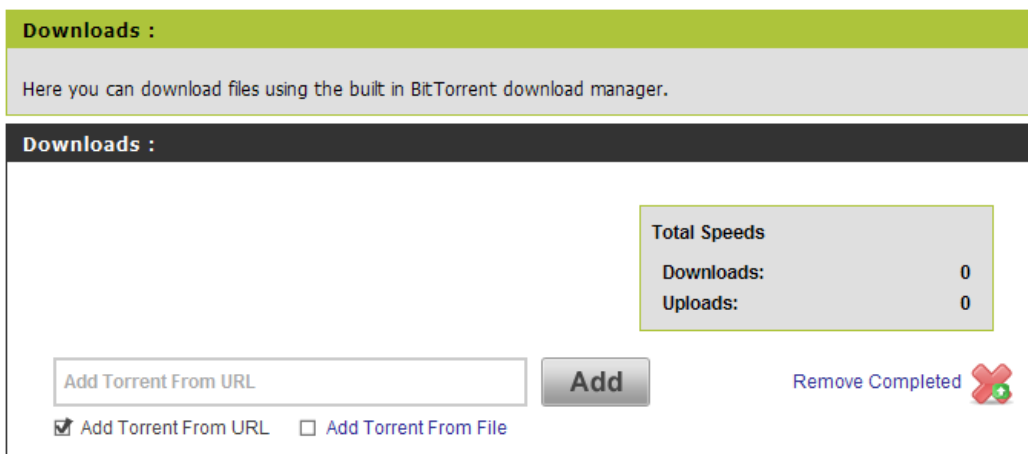 Downloads :
Here you can download files using the built in BitTorrent download manager.
Downloads :
Total Speeds
Downloads: 0
Uploads: 0
Add Torrent From URL
Add
Remove Completed
Add Torrent From URL
Add Torrent From File